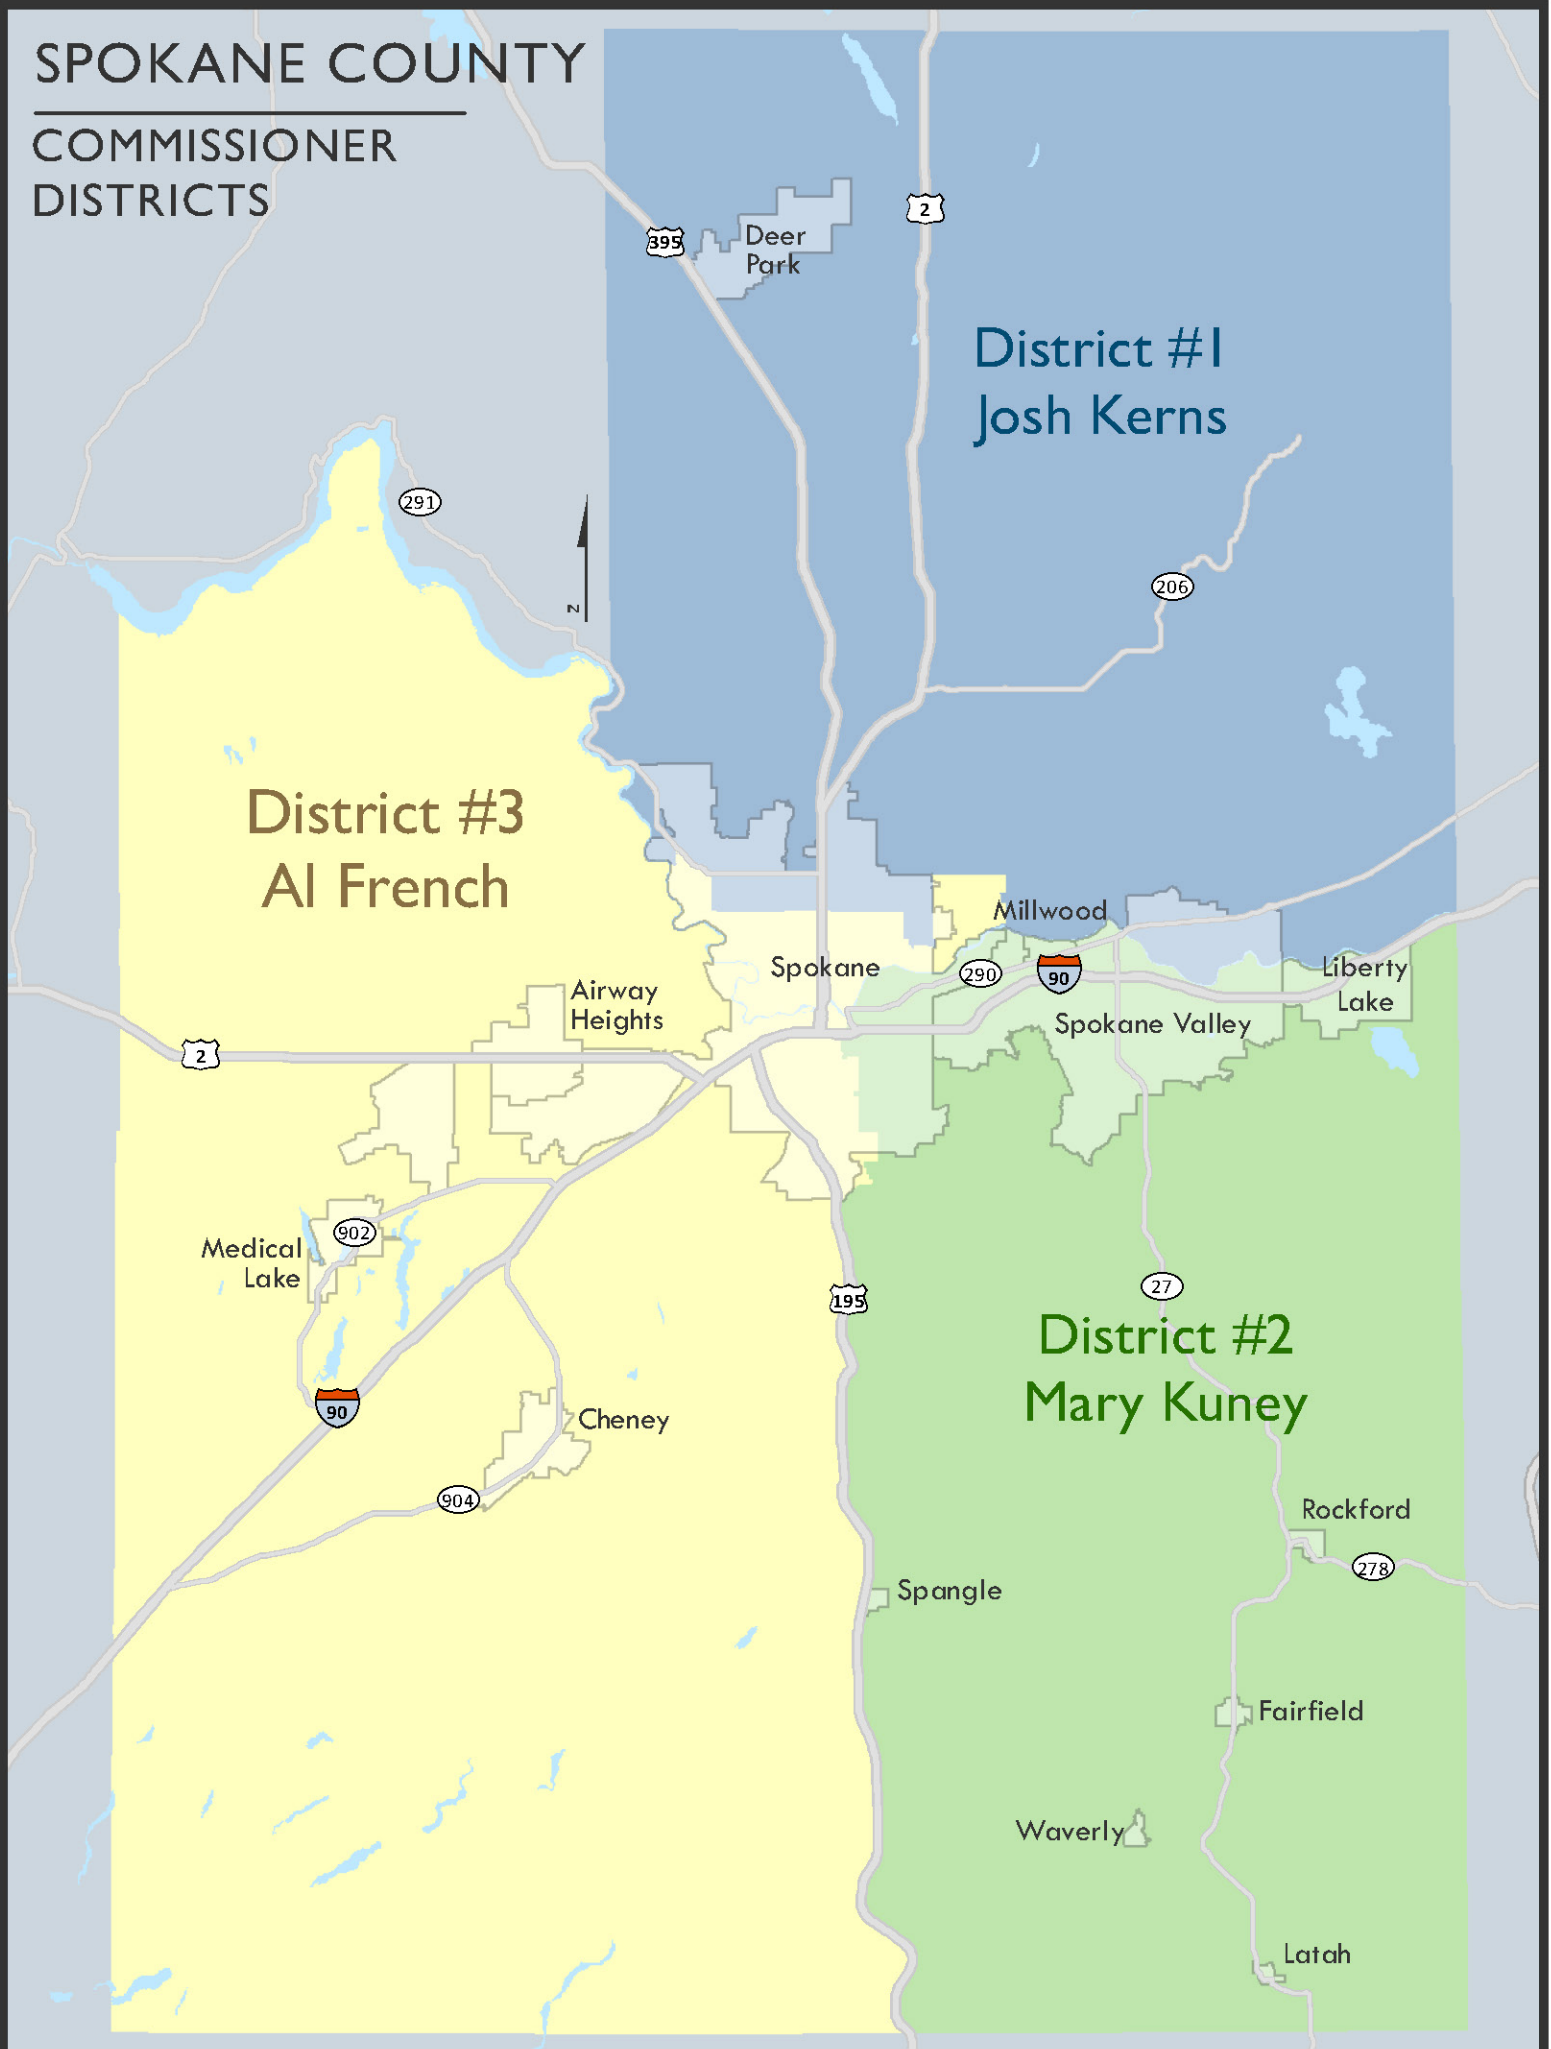 SPOKANE COUNTY
COMMISSIONER
DISTRICTS
2
395
Deer
Park
District #1
Josh Kerns
291
N
206
District #3
Al French
Millwood
Spokane
290
90
Liberty
Lake
Airway
Heights
Spokane Valley
2
902
Medical
Lake
27
195
District #2
Mary Kuney
90
Cheney
904
Rockford
278
Spangle
Fairfield
Waverly
Latah